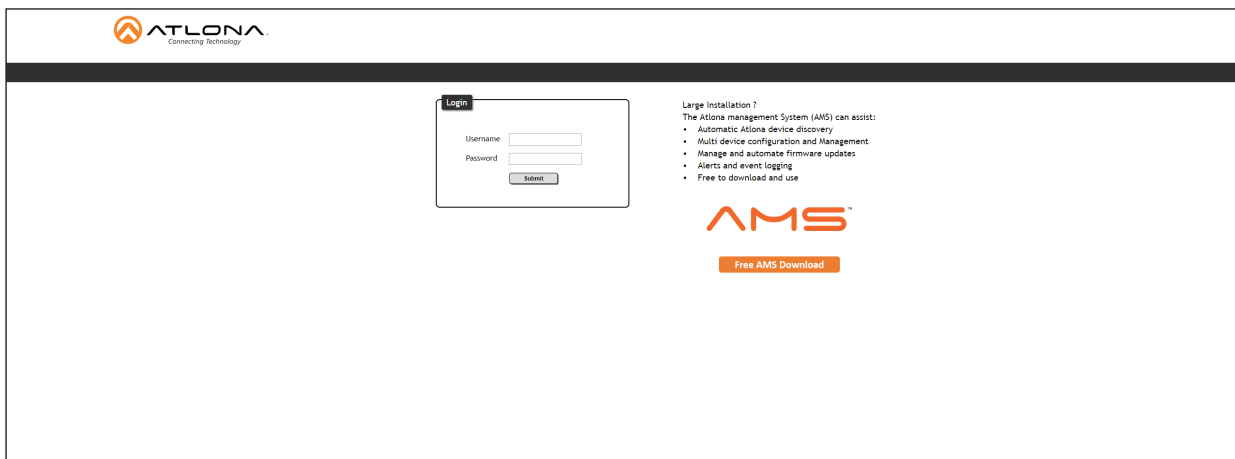 ATLONA.
Connecting Technology
Login
Username
Password
Submit
Large Installation ?
The Atlona management System (AMS) can assist:
• Automatic Atlona device discovery
• Multi device configuration and Management
• Manage and automate firmware updates
• Alerts and event logging
• Free to download and use
AMS™
Free AMS Download